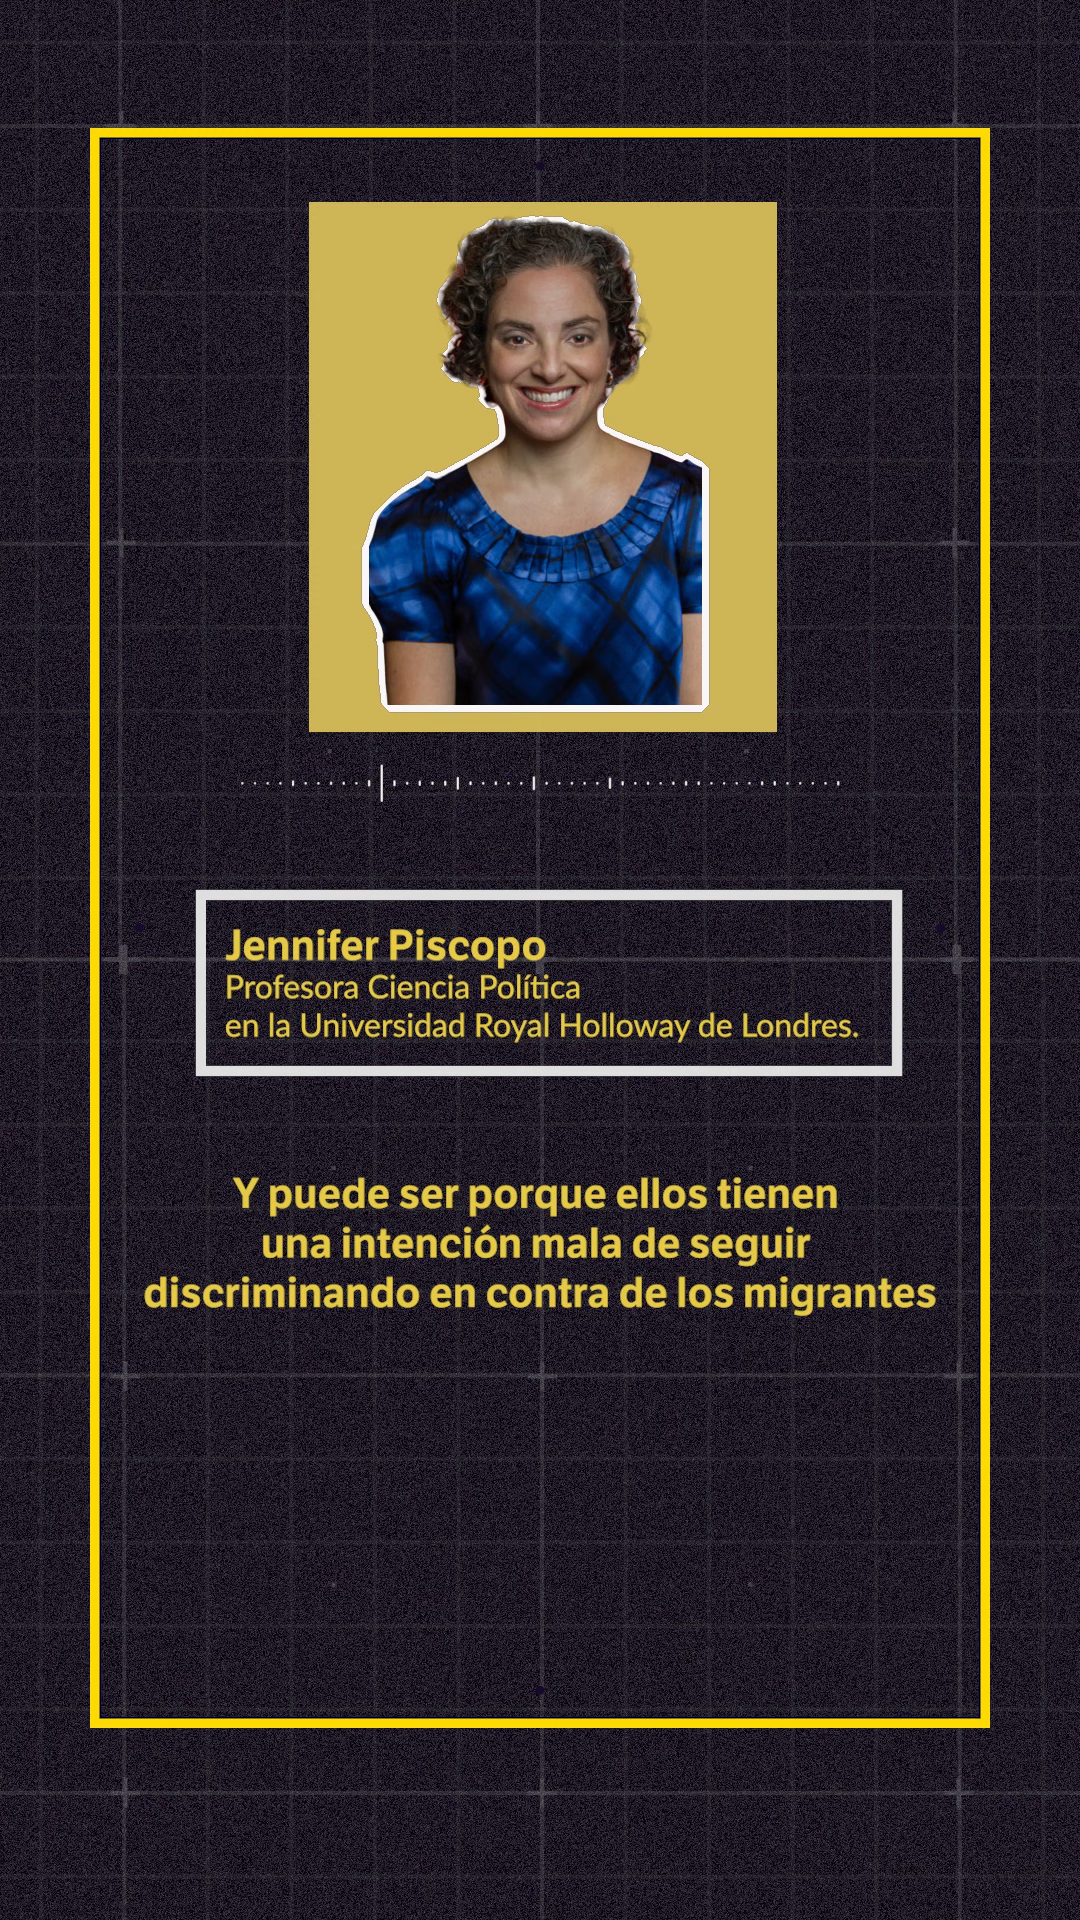 Jennifer Piscopo
Profesora Ciencia Política
en la Universidad Royal Holloway de Londres.
Y puede ser porque ellos tienen
una intención mala de seguir
discriminando en contra de los migrantes